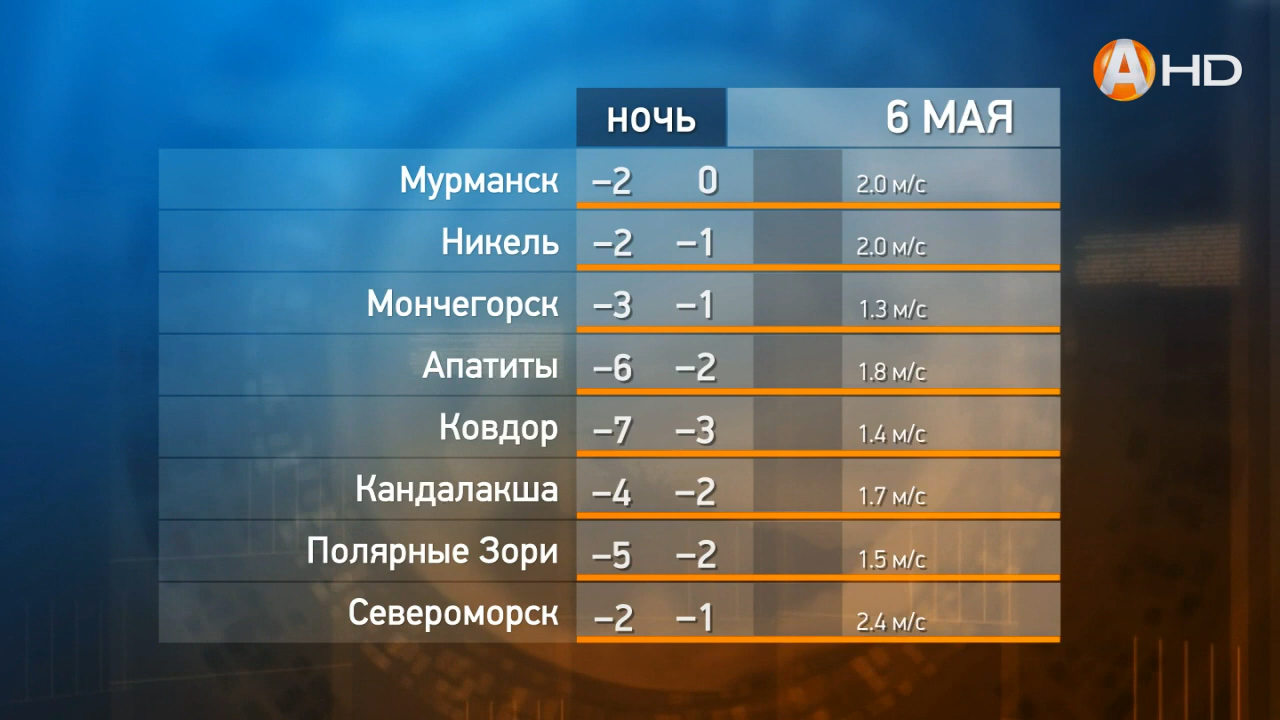 А HD
НОЧЬ 6 МАЯ
Мурманск –2 0 2.0 м/с
Никель –2 –1 2.0 м/с
Мончегорск –3 –1 1.3 м/с
Апатиты –6 –2 1.8 м/с
Ковдор –7 –3 1.4 м/с
Кандалакша –4 –2 1.7 м/с
Полярные Зори –5 –2 1.5 м/с
Североморск –2 –1 2.4 м/с